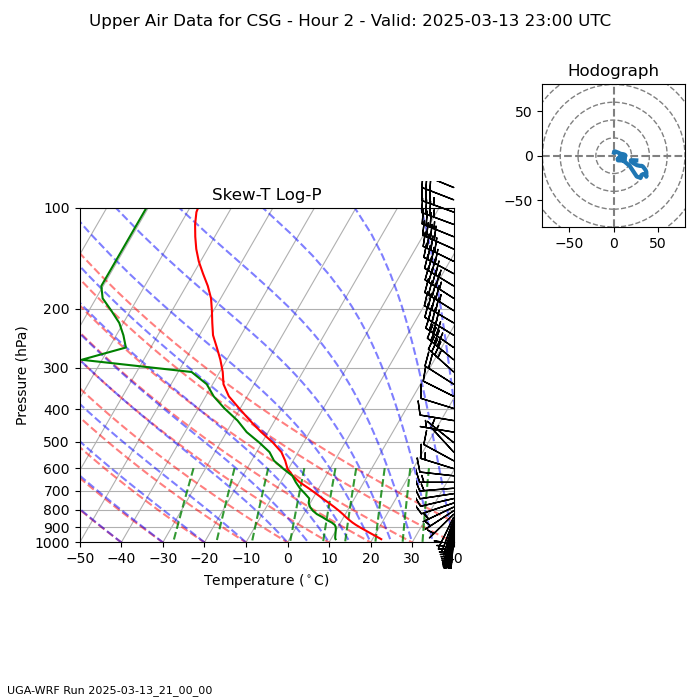 Upper Air Data for CSG - Hour 2 - Valid: 2025-03-13 23:00 UTC
Hodograph
50
0
−50
−50 0 50
Skew-T Log-P
100
200
300
400
500
600
700
800
900
1000
Pressure (hPa)
−50 −40 −30 −20 −10 0 10 20 30 40
Temperature (°C)
UGA-WRF Run 2025-03-13_21_00_00